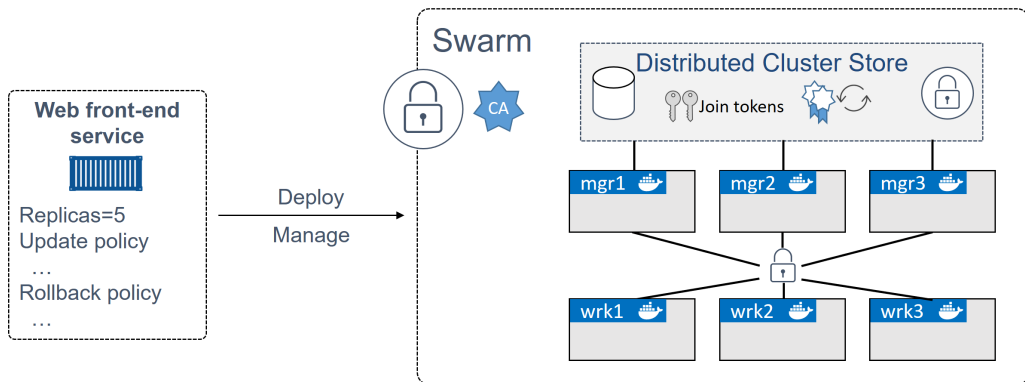 Web front-end
service
Replicas=5
Update policy
...
Rollback policy
...
Deploy
Manage
Swarm
CA
Distributed Cluster Store
Join tokens
mgr1
mgr2
mgr3
wrk1
wrk2
wrk3